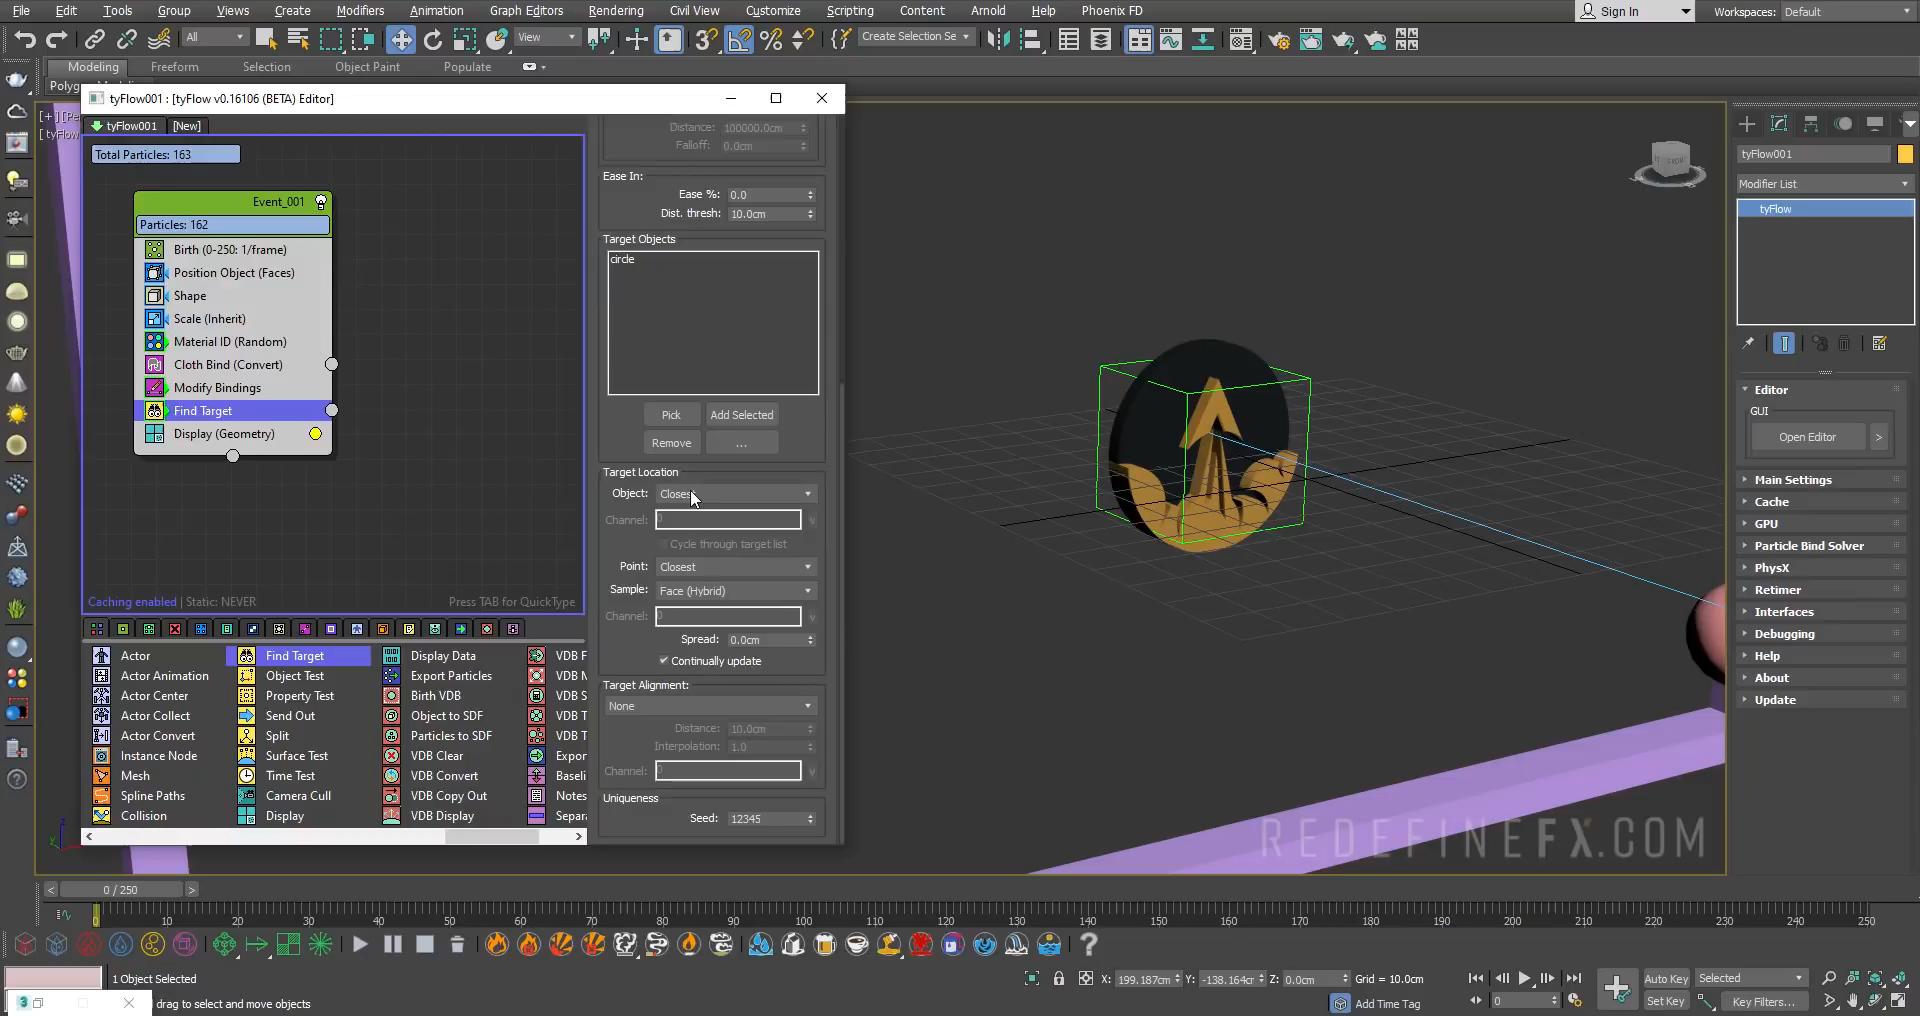 File Edit Tools Group Views Create Modifiers Animation Graph Editors Rendering Civil View Customize Scripting Content Arnold Help Phoenix FD Sign In Workspaces: Default
All View Create Selection Se
Modeling Freeform Selection Object Paint Populate
tyFlow001 : [tyFlow v0.16106 (BETA) Editor]
tyFlow001 [New]
Total Particles: 163
Event_001
Particles: 162
Birth (0-250: 1/frame)
Position Object (Faces)
Shape
Scale (Inherit)
Material ID (Random)
Cloth Bind (Convert)
Modify Bindings
Find Target
Display (Geometry)
Caching enabled | Static: NEVER Press TAB for QuickType
Actor Find Target Display Data VDB F
Actor Animation Object Test Export Particles VDB
Actor Center Property Test Birth VDB VDB S
Actor Collect Send Out Object to SDF VDB T
Actor Convert Split Particles to SDF VDB T
Instance Node Surface Test VDB Clear Expor
Mesh Time Test VDB Convert Baseli
Spline Paths Camera Cull VDB Copy Out Notes
Collision Display VDB Display Separa
Distance: 100000.0cm
Falloff: 0.0cm
Ease In:
Ease %: 0.0
Dist. thresh: 10.0cm
Target Objects
circle
Pick Add Selected
Remove ...
Target Location
Object: Closest
Channel: 0
Cycle through target list
Point: Closest
Sample: Face (Hybrid)
Channel: 0
Spread: 0.0cm
Continually update
Target Alignment:
None
Distance: 10.0cm
Interpolation: 1.0
Channel: 0
Uniqueness
Seed: 12345
FRONT
REDEFINEFX.COM
tyFlow001
Modifier List
tyFlow
Editor
GUI
Open Editor >
Main Settings
Cache
GPU
Particle Bind Solver
PhysX
Retimer
Interfaces
Debugging
Help
About
Update
< 0 / 250 >
0 10 20 30 40 50 60 70 80 90 100 110 120 130 140 150 160 170 180 190 200 210 220 230 240 250
1 Object Selected X: 199.187cm Y: -138.164cm Z: 0.0cm Grid = 10.0cm Auto Key Selected
drag to select and move objects Add Time Tag 0 Set Key Key Filters...